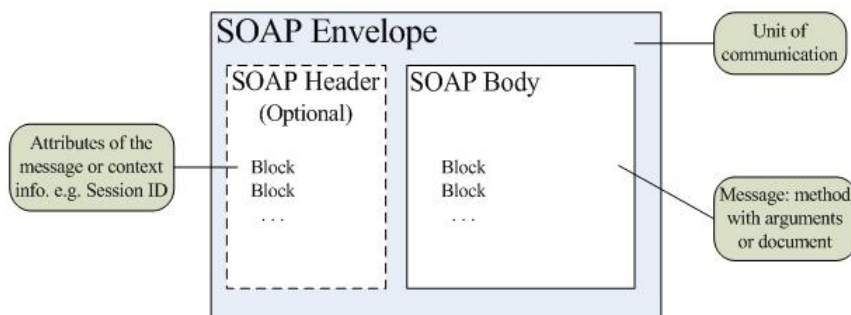 SOAP Envelope
SOAP Header
(Optional)
Block
Block
. . .
SOAP Body
Block
Block
. . .
Attributes of the
message or context
info. e.g. Session ID
Unit of
communication
Message: method
with arguments
or document